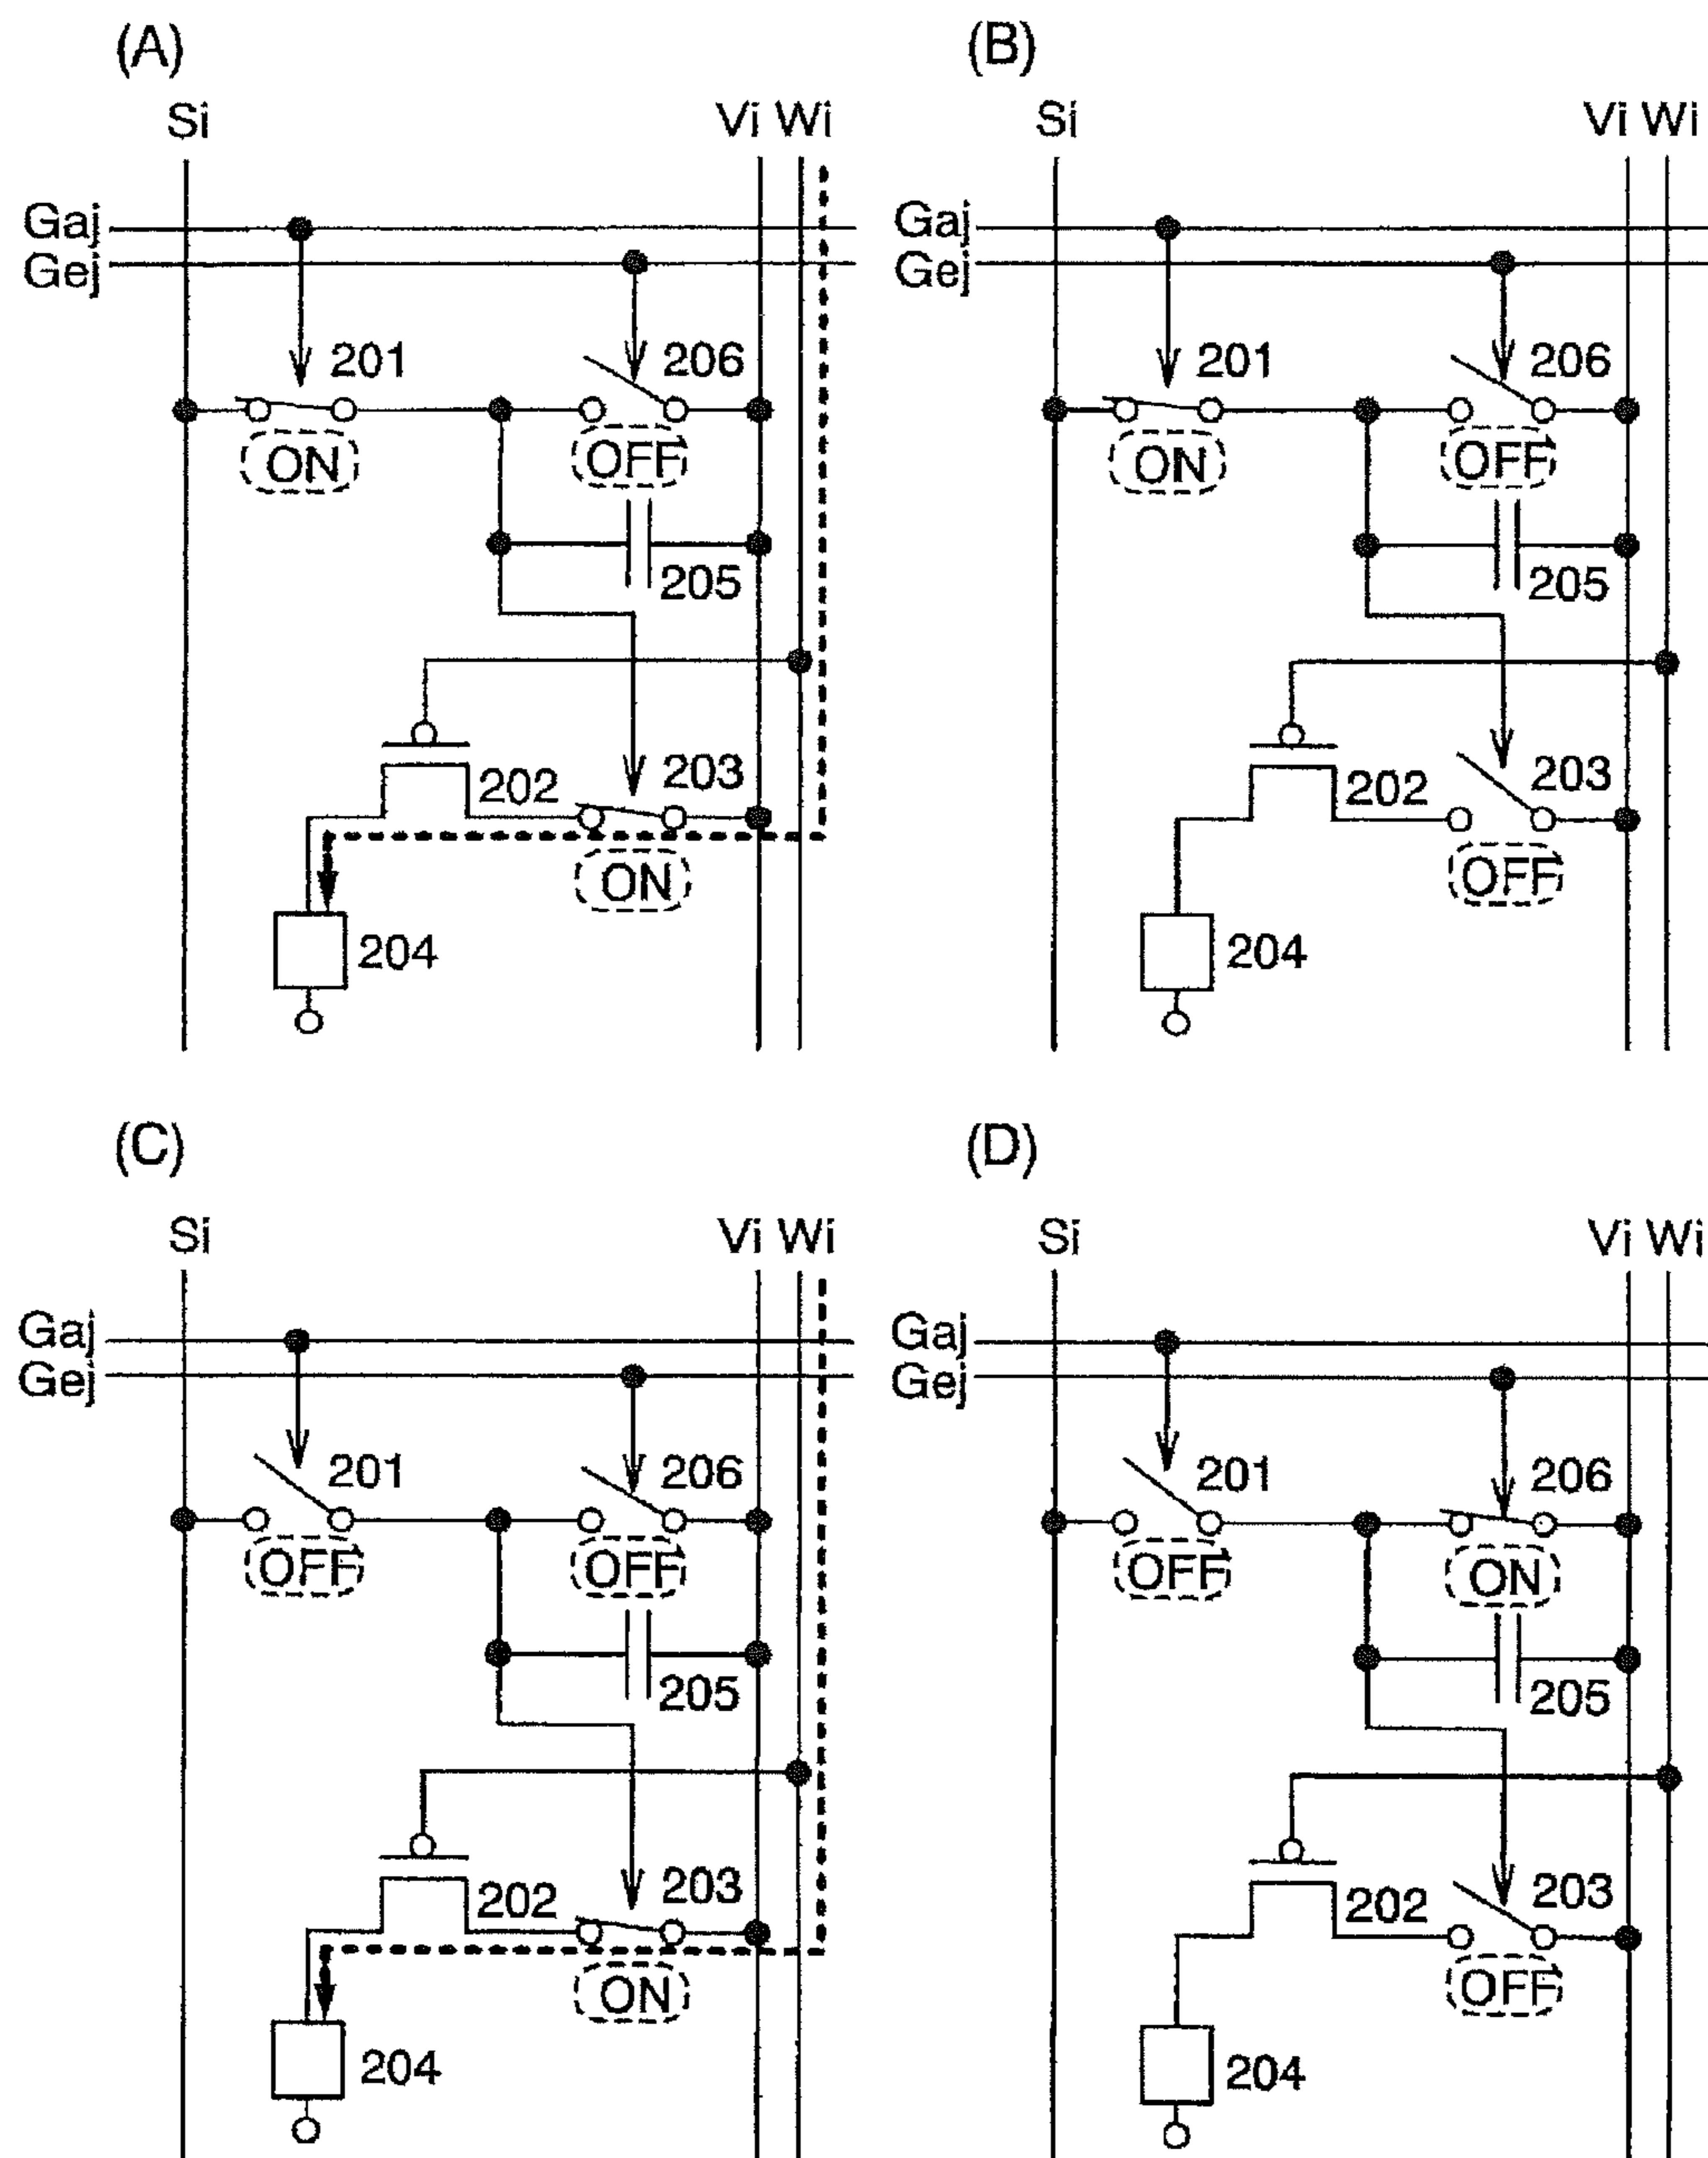 (A) (B)
Si Vi Wi Si Vi Wi
Gaj Gaj
Gej Gej
201 206 201 206
ON OFF ON OFF
205 205
202 203 202 203
ON OFF
204 204
(C) (D)
Si Vi Wi Si Vi Wi
Gaj Gaj
Gej Gej
201 206 201 206
OFF OFF OFF ON
205 205
202 203 202 203
ON OFF
204 204